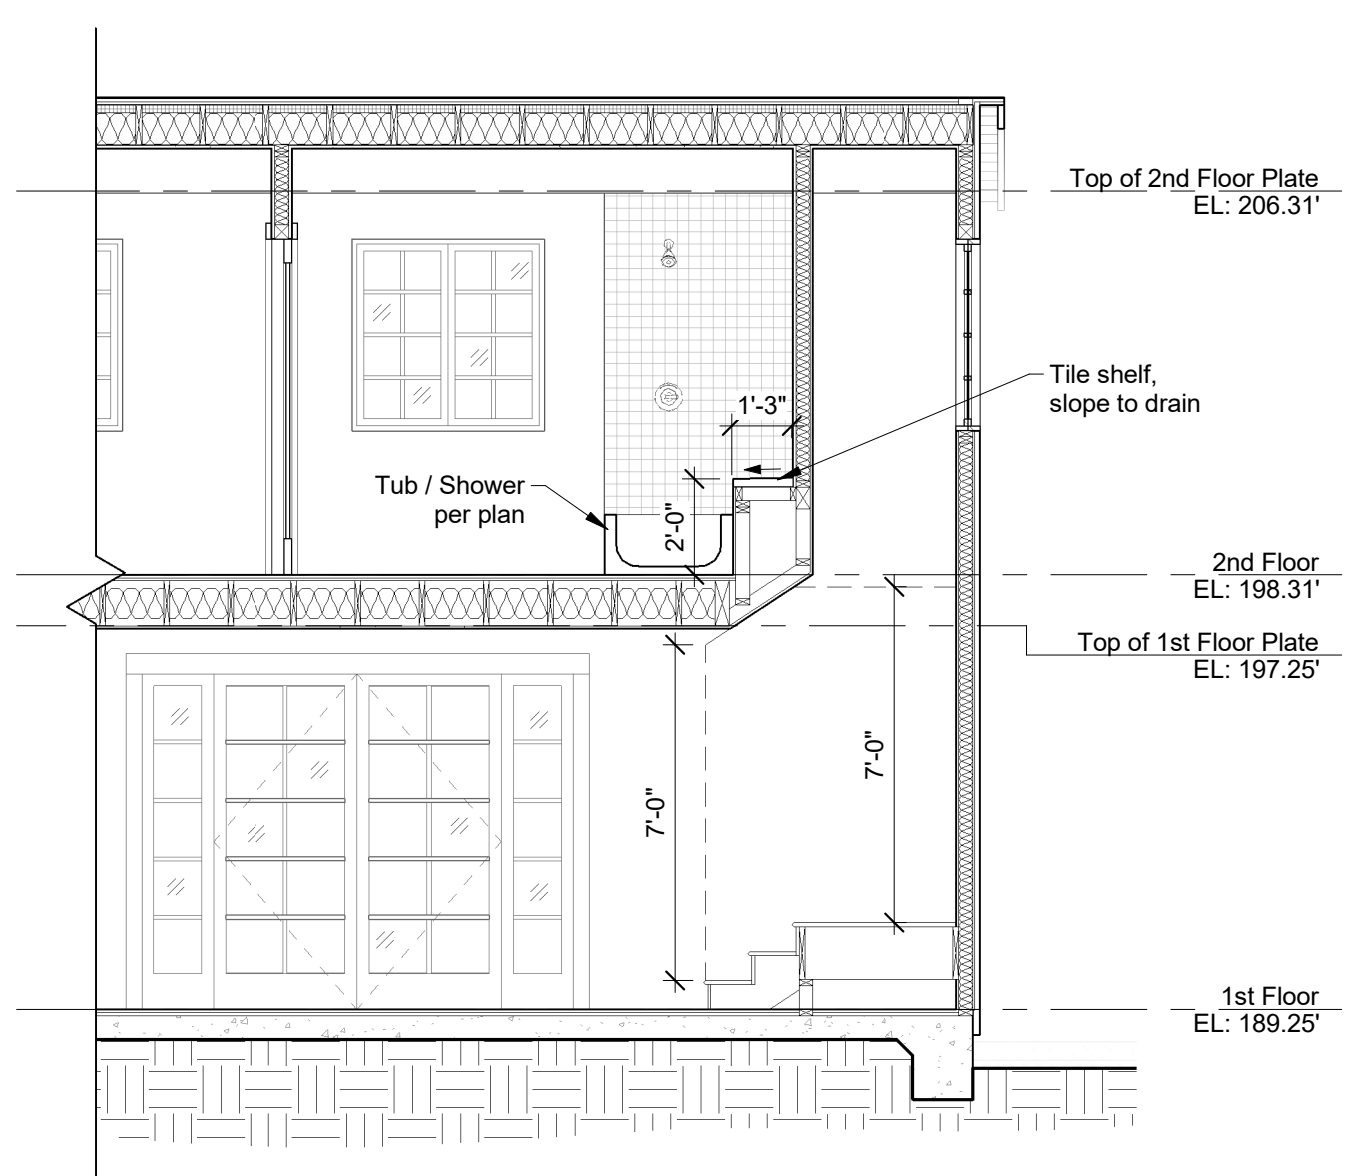 Top of 2nd Floor Plate
EL: 206.31'
Tile shelf,
slope to drain
1'-3"
Tub / Shower
per plan
2'-0"
2nd Floor
EL: 198.31'
Top of 1st Floor Plate
EL: 197.25'
7'-0"
7'-0"
1st Floor
EL: 189.25'